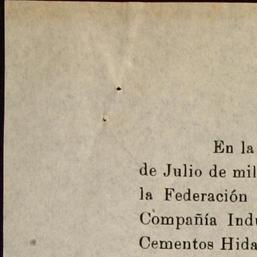 En la
de Julio de mil
la Federación
Compañía Indu
Cementos Hida